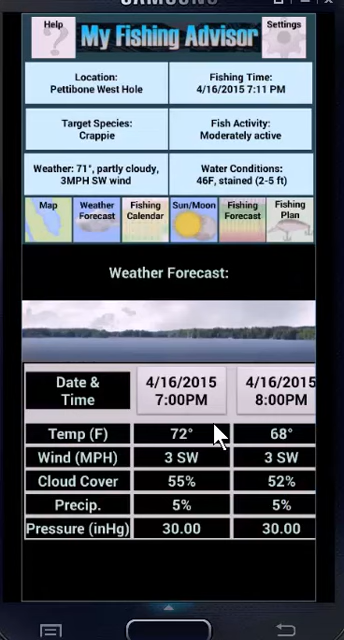 SAMSUNG
Help
My Fishing Advisor
Settings
Location:
Pettibone West Hole
Fishing Time:
4/16/2015 7:11 PM
Target Species:
Crappie
Fish Activity:
Moderately active
Weather: 71°, partly cloudy,
3MPH SW wind
Water Conditions:
46F, stained (2-5 ft)
Map
Weather
Forecast
Fishing
Calendar
Sun/Moon
Fishing
Forecast
Fishing
Plan
Weather Forecast:
Date &
Time
4/16/2015
7:00PM
4/16/2015
8:00PM
Temp (F) 72° 68°
Wind (MPH) 3 SW 3 SW
Cloud Cover 55% 52%
Precip. 5% 5%
Pressure (inHg) 30.00 30.00